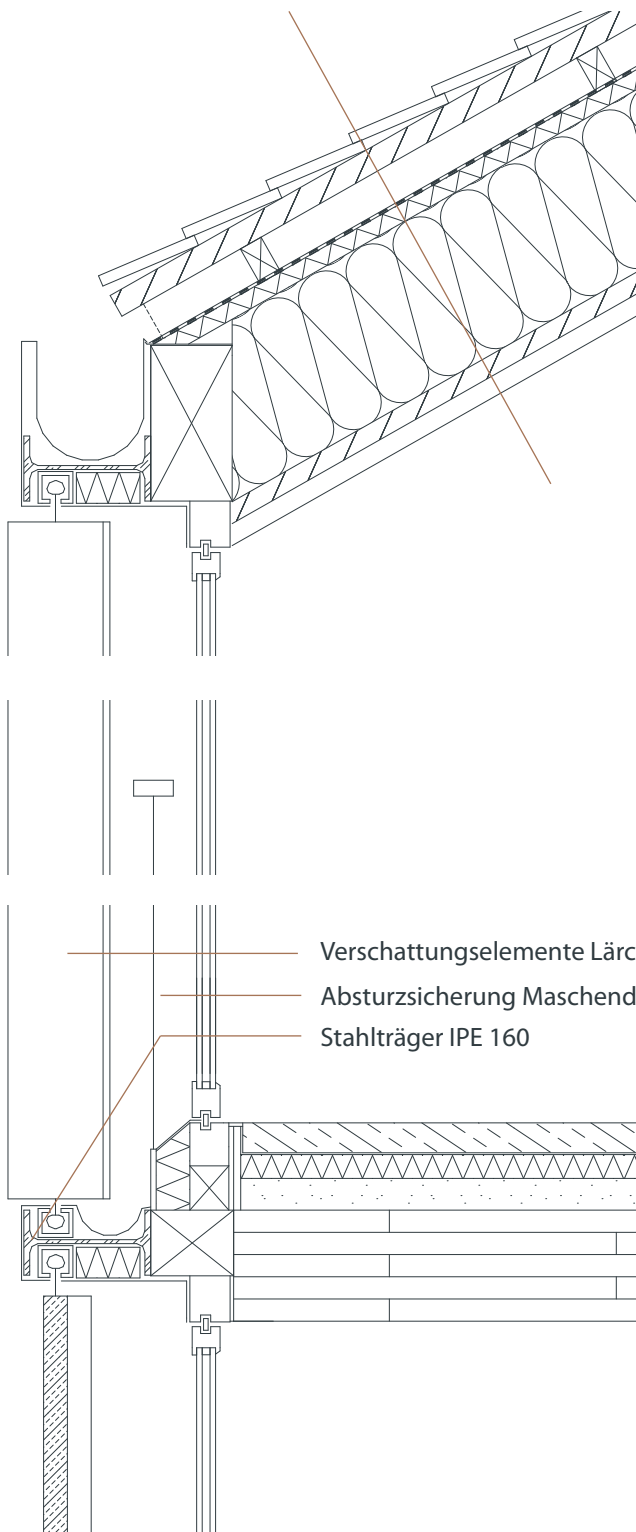 Verschattungselemente Lärc
Absturzsicherung Maschend
Stahlträger IPE 160